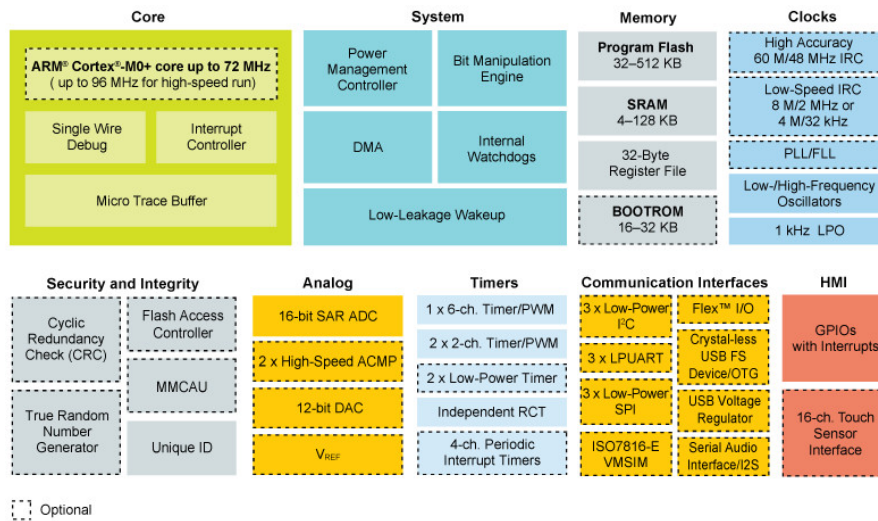 Core
ARM® Cortex®-M0+ core up to 72 MHz
( up to 96 MHz for high-speed run)
Single Wire
Debug
Interrupt
Controller
Micro Trace Buffer
System
Power
Management
Controller
Bit Manipulation
Engine
DMA
Internal
Watchdogs
Low-Leakage Wakeup
Memory
Program Flash
32–512 KB
SRAM
4–128 KB
32-Byte
Register File
BOOTROM
16–32 KB
Clocks
High Accuracy
60 M/48 MHz IRC
Low-Speed IRC
8 M/2 MHz or
4 M/32 kHz
PLL/FLL
Low-/High-Frequency
Oscillators
1 kHz LPO
Security and Integrity
Cyclic
Redundancy
Check (CRC)
Flash Access
Controller
MMCAU
True Random
Number
Generator
Unique ID
Analog
16-bit SAR ADC
2 x High-Speed ACMP
12-bit DAC
VREF
Timers
1 x 6-ch. Timer/PWM
2 x 2-ch. Timer/PWM
2 x Low-Power Timer
Independent RCT
4-ch. Periodic
Interrupt Timers
Communication Interfaces
3 x Low-Power
I²C
3 x LPUART
3 x Low-Power
SPI
ISO7816-E
VMSIM
Flex™ I/O
Crystal-less
USB FS
Device/OTG
USB Voltage
Regulator
Serial Audio
Interface/I2S
HMI
GPIOs
with Interrupts
16-ch. Touch
Sensor
Interface
Optional